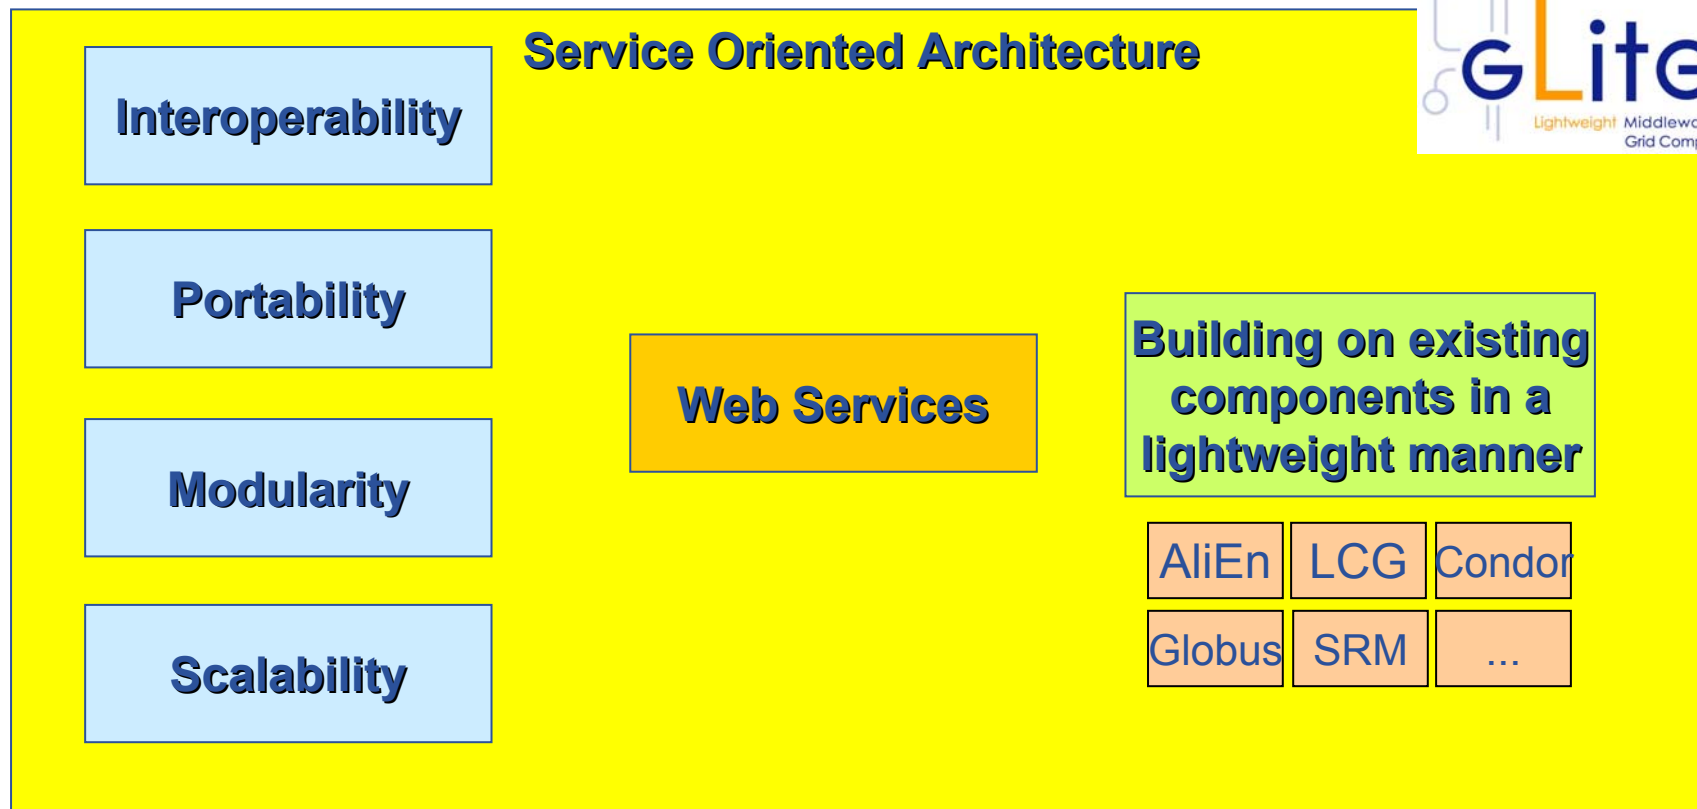 Service Oriented Architecture
gLite
Lightweight
Grid
Interoperability
Portability
Modularity
Scalability
Web Services
Building on existing
components in a
lightweight manner
AliEn LCG Condor
Globus SRM ...